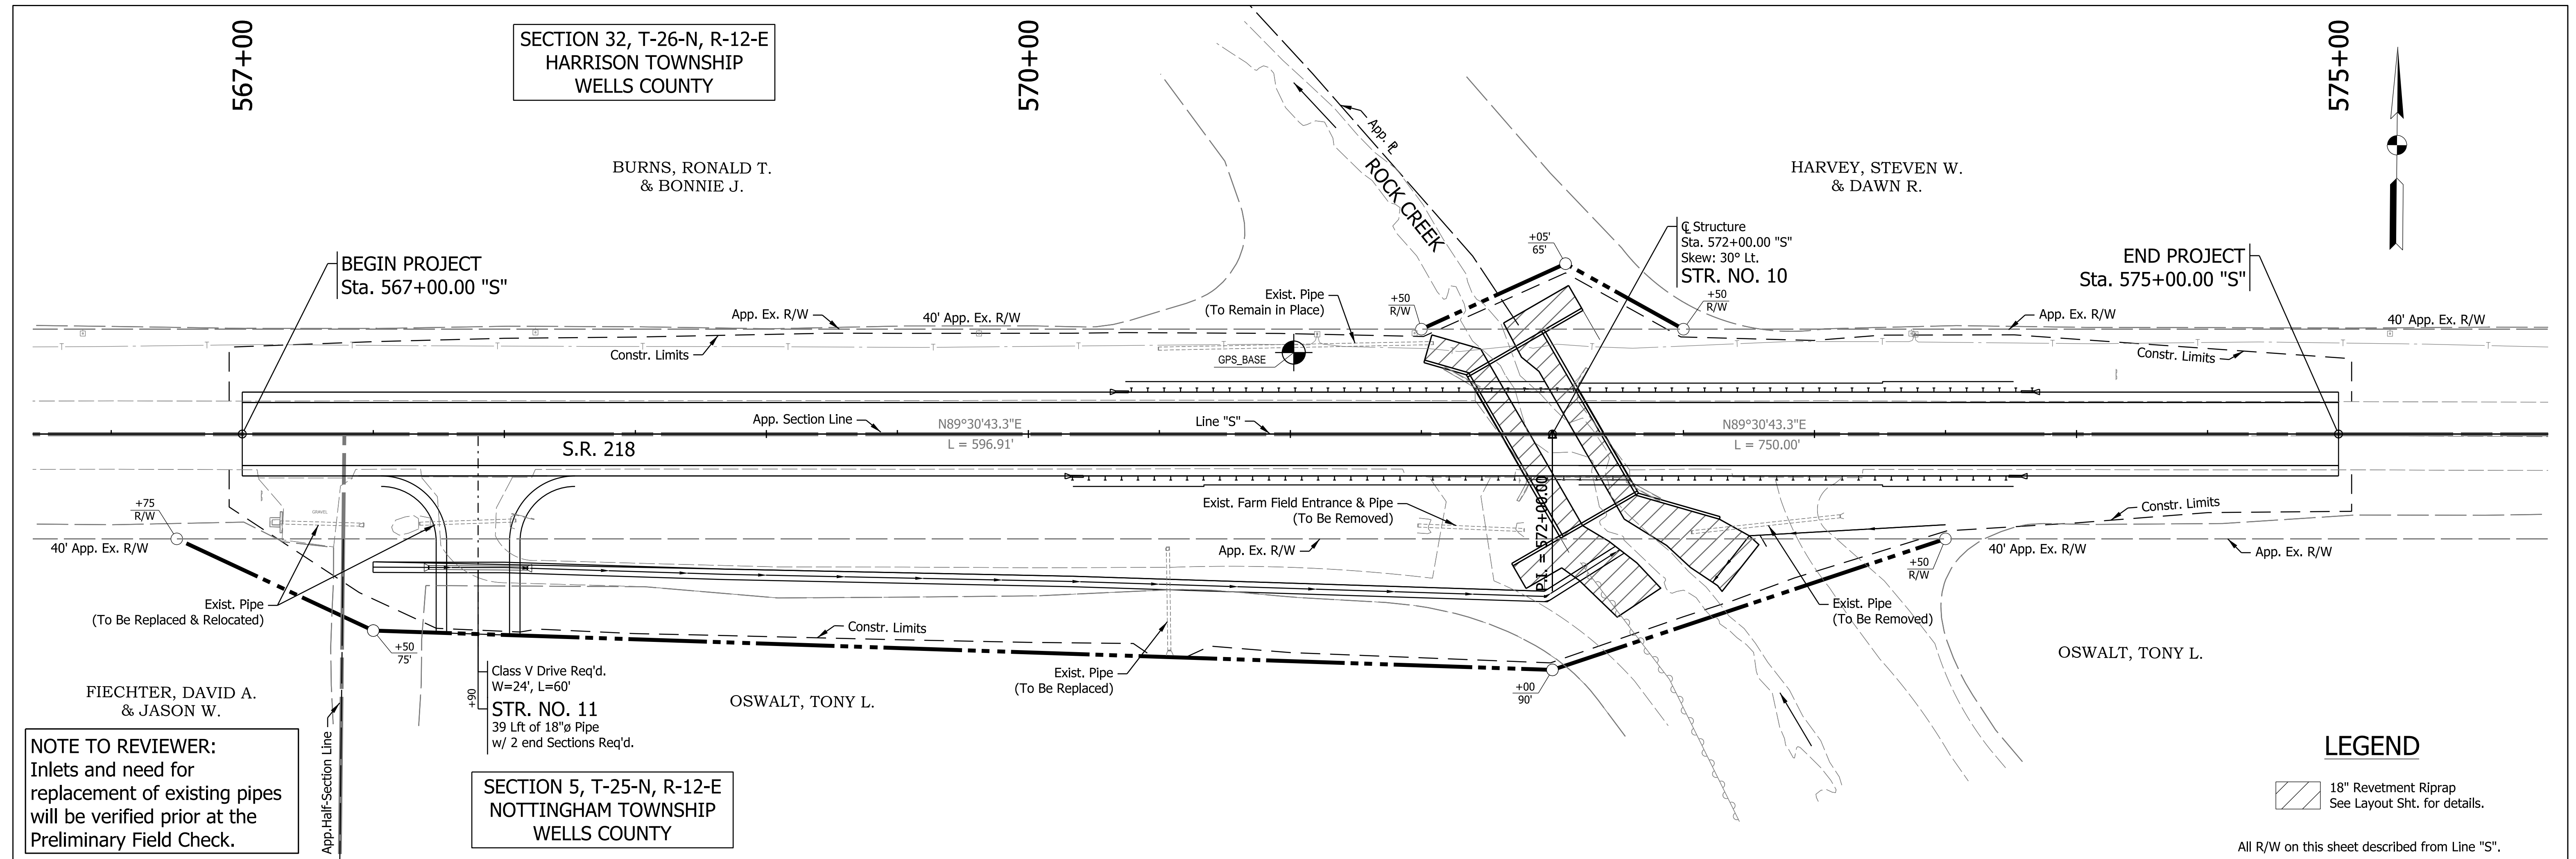 567+00
SECTION 32, T-26-N, R-12-E
HARRISON TOWNSHIP
WELLS COUNTY
570+00
575+00
BURNS, RONALD T.
& BONNIE J.
App. ⅊
ROCK CREEK
HARVEY, STEVEN W.
& DAWN R.
BEGIN PROJECT
Sta. 567+00.00 "S"
+05'
65'
℄ Structure
Sta. 572+00.00 "S"
Skew: 30° Lt.
STR. NO. 10
END PROJECT
Sta. 575+00.00 "S"
App. Ex. R/W
40' App. Ex. R/W
Exist. Pipe
(To Remain in Place)
+50
R/W
+50
R/W
App. Ex. R/W
40' App. Ex. R/W
Constr. Limits
GPS_BASE
Constr. Limits
App. Section Line
N89°30'43.3"E
L = 596.91'
Line "S"
N89°30'43.3"E
L = 750.00'
S.R. 218
+75
R/W
GRAVEL
Exist. Farm Field Entrance & Pipe
(To Be Removed)
P.I. = 572+00.00
Constr. Limits
40' App. Ex. R/W
App. Ex. R/W
40' App. Ex. R/W
App. Ex. R/W
+50
R/W
Exist. Pipe
(To Be Replaced & Relocated)
Constr. Limits
Exist. Pipe
(To Be Removed)
+50
75'
Exist. Pipe
(To Be Replaced)
+00
90'
OSWALT, TONY L.
FIECHTER, DAVID A.
& JASON W.
+90
Class V Drive Req'd.
W=24', L=60'
STR. NO. 11
39 Lft of 18"ø Pipe
w/ 2 end Sections Req'd.
OSWALT, TONY L.
App.Half-Section Line
NOTE TO REVIEWER:
Inlets and need for
replacement of existing pipes
will be verified prior at the
Preliminary Field Check.
SECTION 5, T-25-N, R-12-E
NOTTINGHAM TOWNSHIP
WELLS COUNTY
LEGEND
18" Revetment Riprap
See Layout Sht. for details.
All R/W on this sheet described from Line "S".